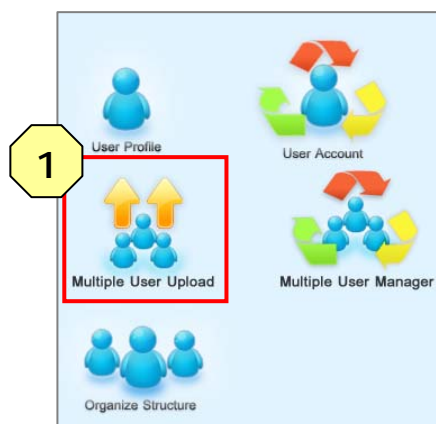 User Profile
User Account
1
Multiple User Upload
Multiple User Manager
Organize Structure